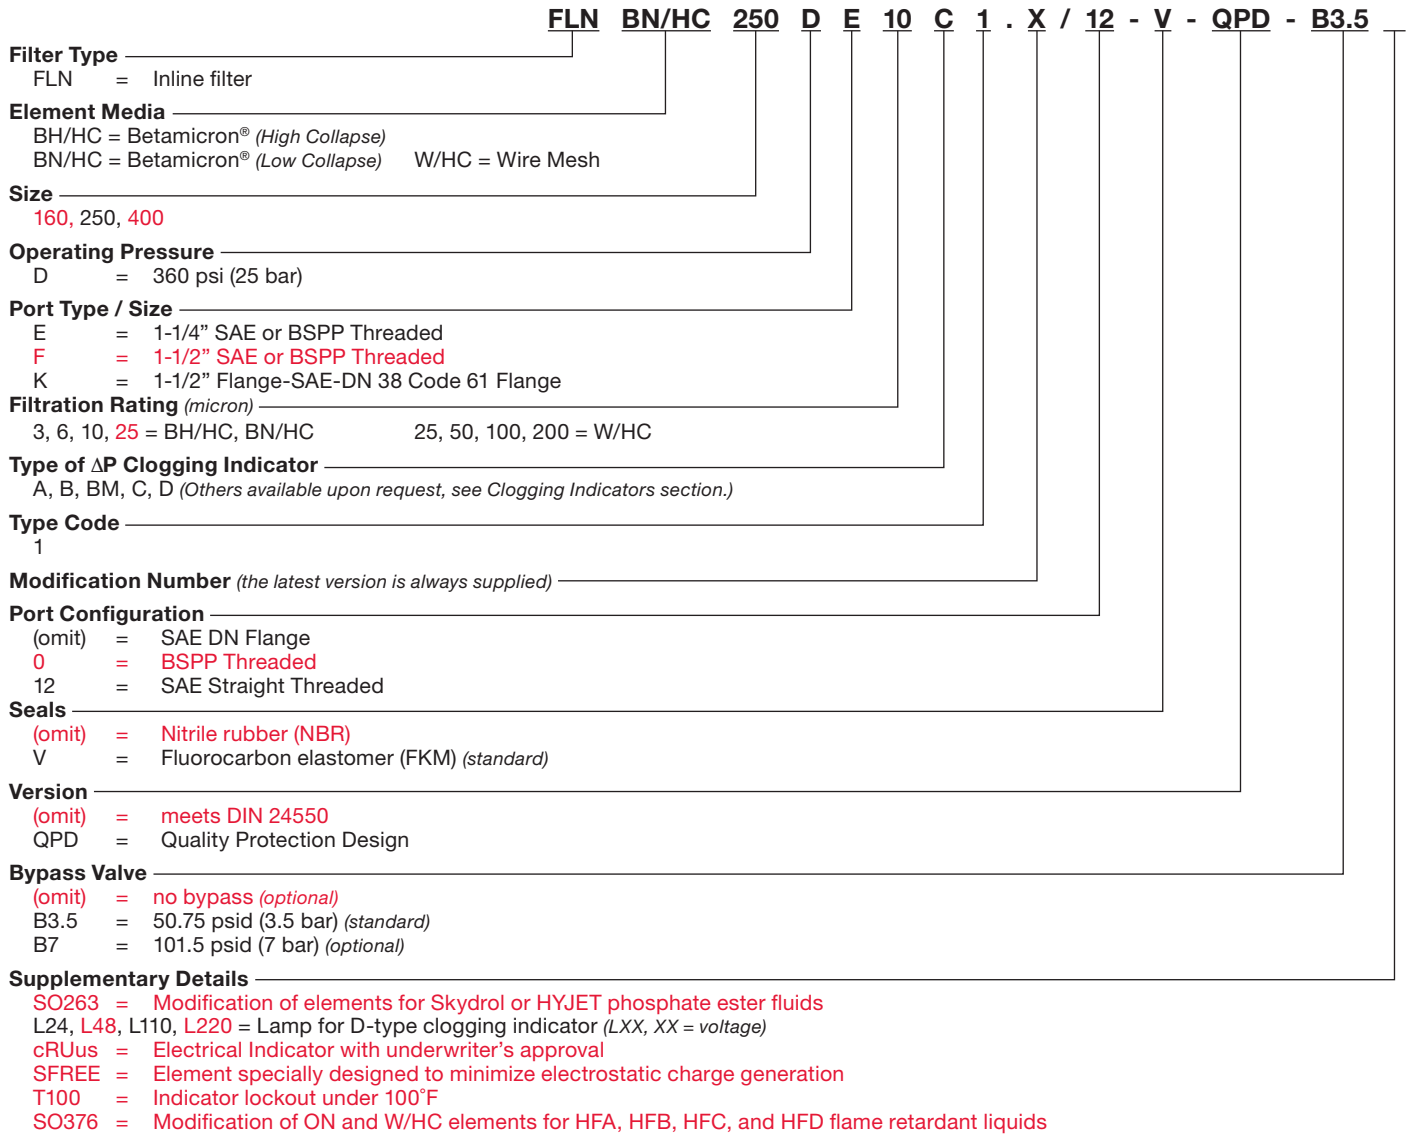 FLN BN/HC 250 D E 10 C 1 . X / 12 - V - QPD - B3.5
Filter Type
FLN = Inline filter
Element Media
BH/HC = Betamicron® (High Collapse)
BN/HC = Betamicron® (Low Collapse) W/HC = Wire Mesh
Size
160, 250, 400
Operating Pressure
D = 360 psi (25 bar)
Port Type / Size
E = 1-1/4” SAE or BSPP Threaded
F = 1-1/2” SAE or BSPP Threaded
K = 1-1/2” Flange-SAE-DN 38 Code 61 Flange
Filtration Rating (micron)
3, 6, 10, 25 = BH/HC, BN/HC 25, 50, 100, 200 = W/HC
Type of ΔP Clogging Indicator
A, B, BM, C, D (Others available upon request, see Clogging Indicators section.)
Type Code
1
Modification Number (the latest version is always supplied)
Port Configuration
(omit) = SAE DN Flange
0 = BSPP Threaded
12 = SAE Straight Threaded
Seals
(omit) = Nitrile rubber (NBR)
V = Fluorocarbon elastomer (FKM) (standard)
Version
(omit) = meets DIN 24550
QPD = Quality Protection Design
Bypass Valve
(omit) = no bypass (optional)
B3.5 = 50.75 psid (3.5 bar) (standard)
B7 = 101.5 psid (7 bar) (optional)
Supplementary Details
SO263 = Modification of elements for Skydrol or HYJET phosphate ester fluids
L24, L48, L110, L220 = Lamp for D-type clogging indicator (LXX, XX = voltage)
cRUus = Electrical Indicator with underwriter’s approval
SFREE = Element specially designed to minimize electrostatic charge generation
T100 = Indicator lockout under 100˚F
SO376 = Modification of ON and W/HC elements for HFA, HFB, HFC, and HFD flame retardant liquids